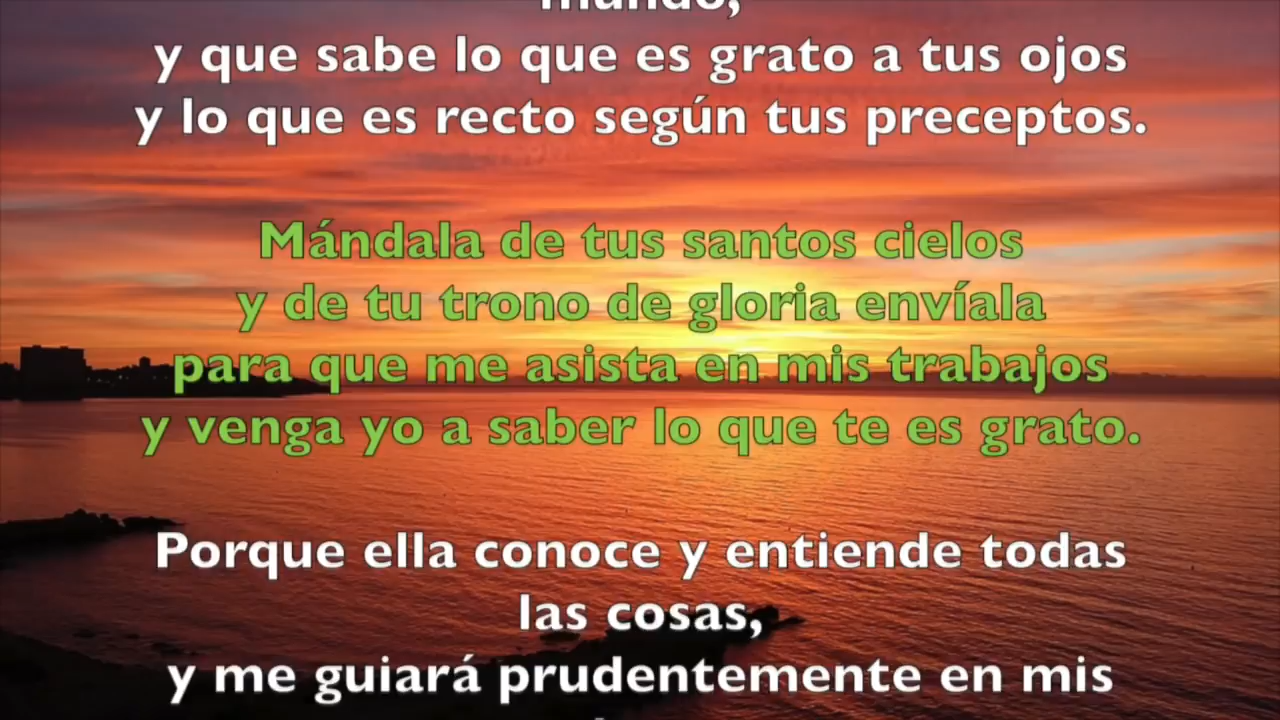 mundo,
y que sabe lo que es grato a tus ojos
y lo que es recto según tus preceptos.
Mándala de tus santos cielos
y de tu trono de gloria envíala
para que me asista en mis trabajos
y venga yo a saber lo que te es grato.
Porque ella conoce y entiende todas
las cosas,
y me guiará prudentemente en mis